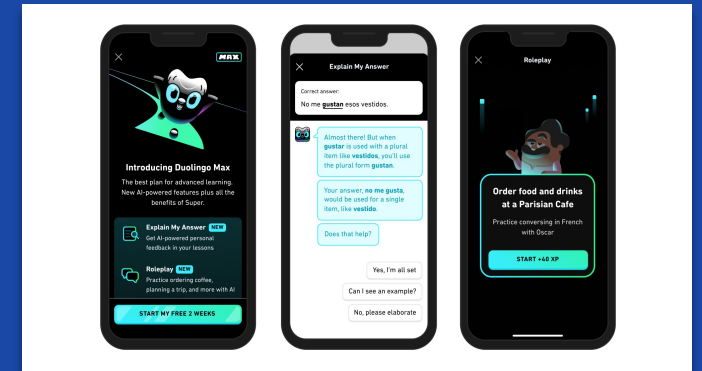 MAX
Introducing Duolingo Max
The best plan for advanced learning.
New AI-powered features plus all the
benefits of Super.
Explain My Answer NEW
Get AI-powered personal
feedback in your lessons
Roleplay NEW
Practice ordering coffee,
planning a trip, and more with AI
START MY FREE 2 WEEKS
Explain My Answer
Correct answer:
No me gustan esos vestidos.
Almost there! But when
gustar is used with a plural
item like vestidos, you'll use
the plural form gustan.
Your answer, no me gusta,
would be used for a single
item, like vestido.
Does that help?
Yes, I'm all set
Can I see an example?
No, please elaborate
Roleplay
Order food and drinks
at a Parisian Cafe
Practice conversing in French
with Oscar
START +40 XP